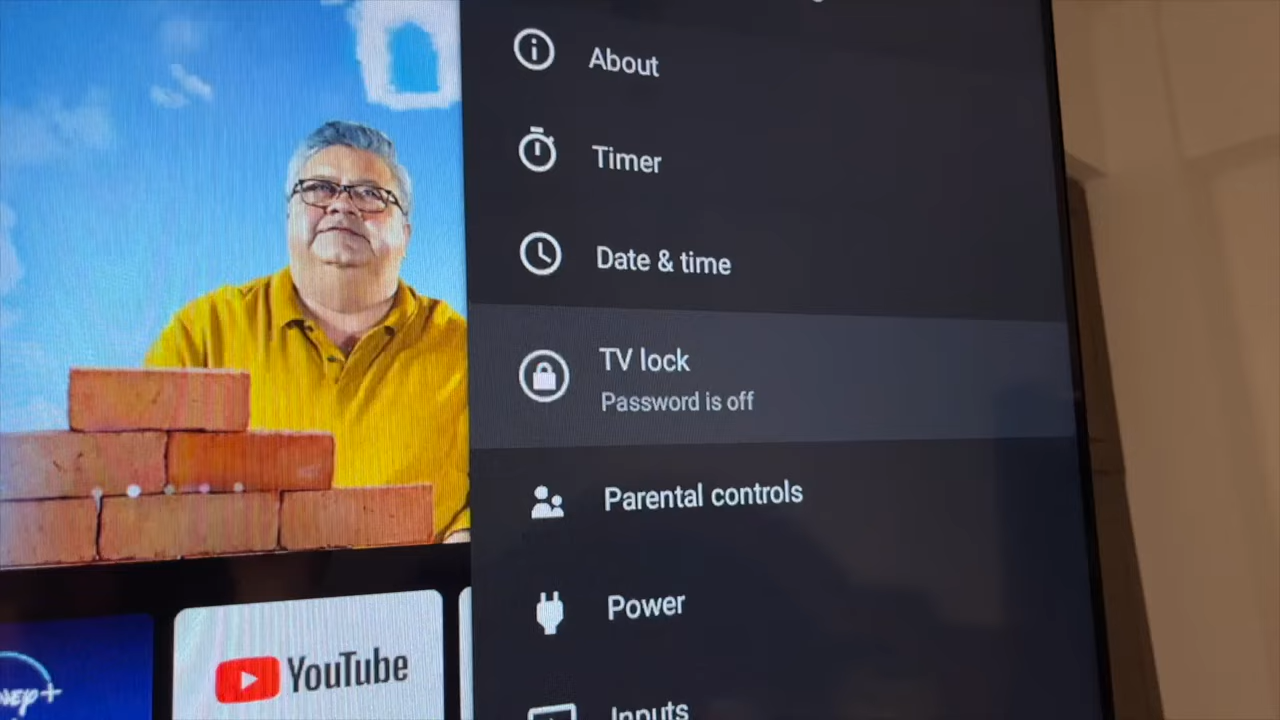 About
Timer
Date & time
TV lock
Password is off
Parental controls
Power
Inputs
YouTube